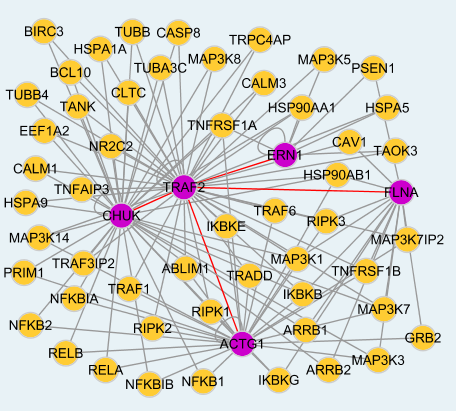 BIRC3
TUBB
CASP8
TRPC4AP
HSPA1A
MAP3K8
MAP3K5
BCL10
TUBA3C
PSEN1
CALM3
TUBB4
CLTC
TANK
HSP90AA1
HSPA5
EEF1A2
TNFRSF1A
NR2C2
CAV1
TAOK3
ERN1
CALM1
HSP90AB1
TNFAIP3
TRAF2
FLNA
HSPA9
CHUK
TRAF6
RIPK3
IKBKE
MAP3K14
MAP3K7IP2
TRAF3IP2
MAP3K1
PRIM1
ABLIM1
TNFRSF1B
TRADD
TRAF1
IKBKB
NFKBIA
RIPK1
MAP3K7
NFKB2
RIPK2
ARRB1
GRB2
ACTG1
RELB
MAP3K3
RELA
ARRB2
NFKBIB
NFKB1
IKBKG